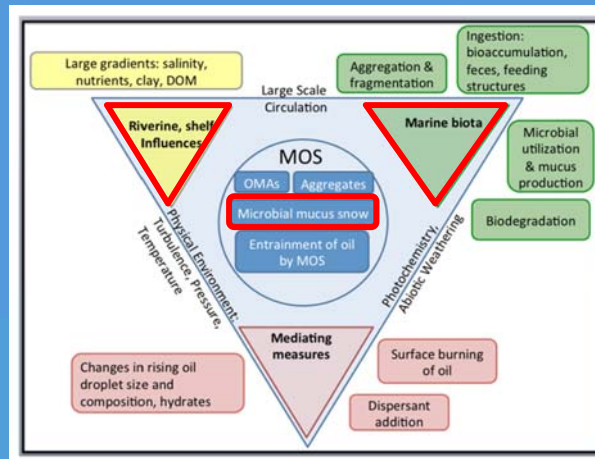 Large gradients: salinity,
nutrients, clay, DOM
Aggregation &
fragmentation
Ingestion:
bioaccumulation,
feces, feeding
structures
Large Scale
Circulation
Riverine, shelf
Influences
Marine biota
Microbial
utilization
& mucus
production
Biodegradation
MOS
OMAs
Aggregates
Microbial mucus snow
Entrainment of oil
by MOS
Physical Environment:
Turbulence, Pressure,
Temperature
Photochemistry,
Abiotic Weathering
Mediating
measures
Changes in rising oil
droplet size and
composition, hydrates
Surface burning
of oil
Dispersant
addition